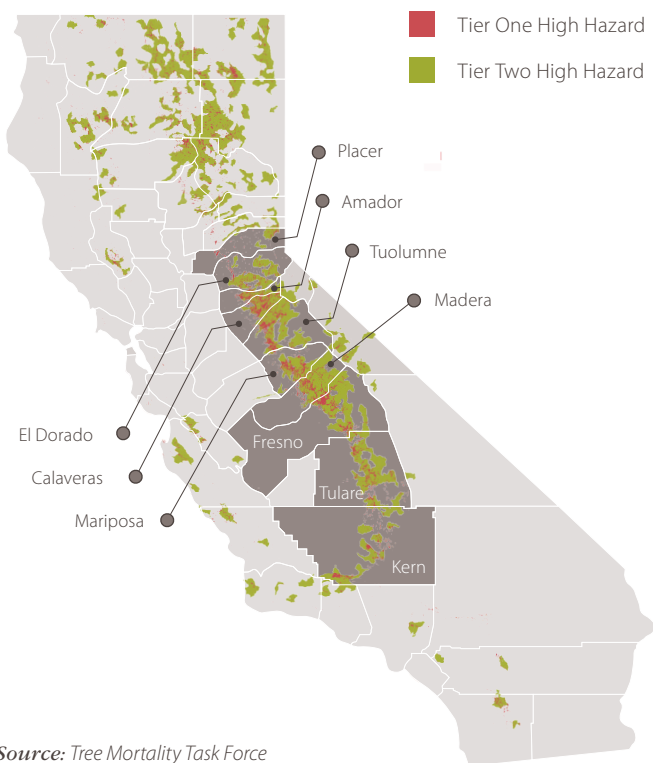 Tier One High Hazard
Tier Two High Hazard
Placer
Amador
Tuolumne
Madera
El Dorado
Calaveras
Mariposa
Fresno
Tulare
Kern
Source: Tree Mortality Task Force